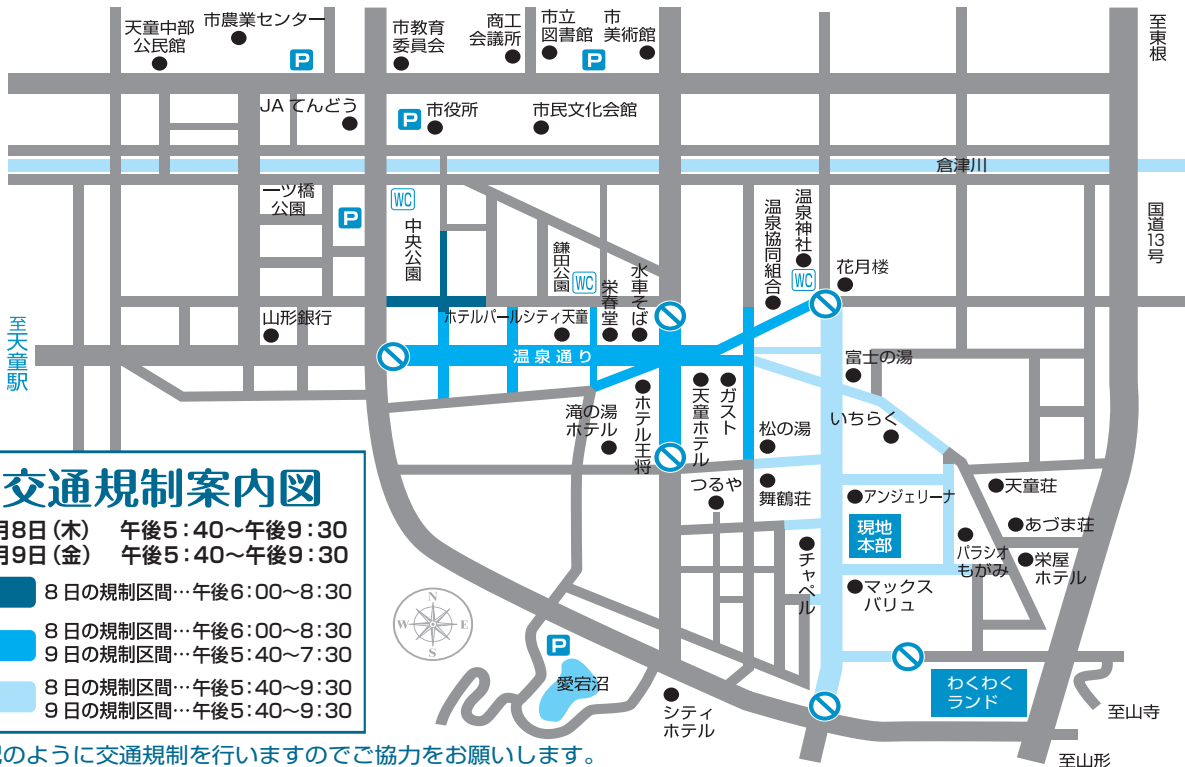 天童中部
公民館
市農業センター
P
市教育
委員会
商工
会議所
市立
図書館
P
市
美術館
至東根
JA てんどう
P
市役所
市民文化会館
倉津川
一ツ橋
公園
P
WC
中央公園
鎌田公園
WC
栄春堂
水車そば
温泉協同組合
温泉神社
WC
花月楼
国道13号
山形銀行
ホテルパールシティ天童
至天童駅
温泉通り
富士の湯
滝の湯
ホテル
ホテル王将
天童ホテル
ガスト
松の湯
いちらく
つるや
舞鶴荘
アンジェリーナ
天童荘
現地
本部
あづま荘
パラシオ
もがみ
栄屋
ホテル
チャペル
マックス
バリュ
交通規制案内図
月8日(木) 午後5:40〜午後9:30
月9日(金) 午後5:40〜午後9:30
8日の規制区間…午後6:00〜8:30
8日の規制区間…午後6:00〜8:30
9日の規制区間…午後5:40〜7:30
8日の規制区間…午後5:40〜9:30
9日の規制区間…午後5:40〜9:30
N
W E
S
P
愛宕沼
シティ
ホテル
わくわく
ランド
至山寺
至山形
のように交通規制を行いますのでご協力をお願いします。